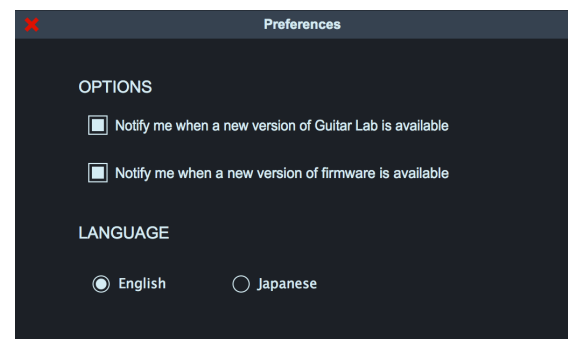 Preferences
OPTIONS
Notify me when a new version of Guitar Lab is available
Notify me when a new version of firmware is available
LANGUAGE
English Japanese